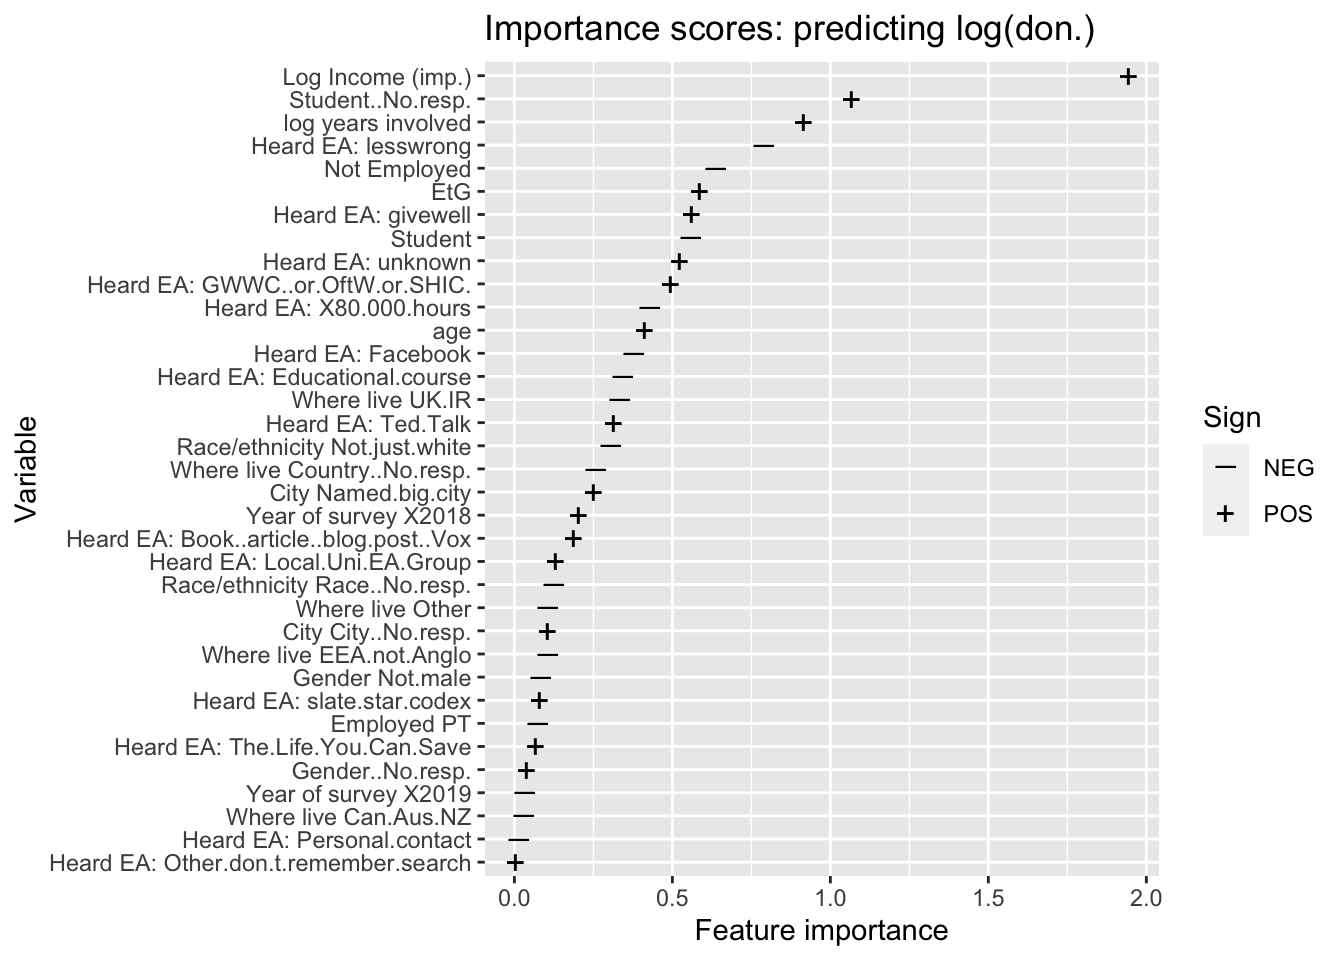 Importance scores: predicting log(don.)
Variable
Log Income (imp.)
Student..No.resp.
log years involved
Heard EA: lesswrong
Not Employed
EtG
Heard EA: givewell
Student
Heard EA: unknown
Heard EA: GWWC..or.OftW.or.SHIC.
Heard EA: X80.000.hours
age
Heard EA: Facebook
Heard EA: Educational.course
Where live UK.IR
Heard EA: Ted.Talk
Race/ethnicity Not.just.white
Where live Country..No.resp.
City Named.big.city
Year of survey X2018
Heard EA: Book..article..blog.post..Vox
Heard EA: Local.Uni.EA.Group
Race/ethnicity Race..No.resp.
Where live Other
City City..No.resp.
Where live EEA.not.Anglo
Gender Not.male
Heard EA: slate.star.codex
Employed PT
Heard EA: The.Life.You.Can.Save
Gender..No.resp.
Year of survey X2019
Where live Can.Aus.NZ
Heard EA: Personal.contact
Heard EA: Other.don.t.remember.search
0.0 0.5 1.0 1.5 2.0
Feature importance
Sign
NEG
POS